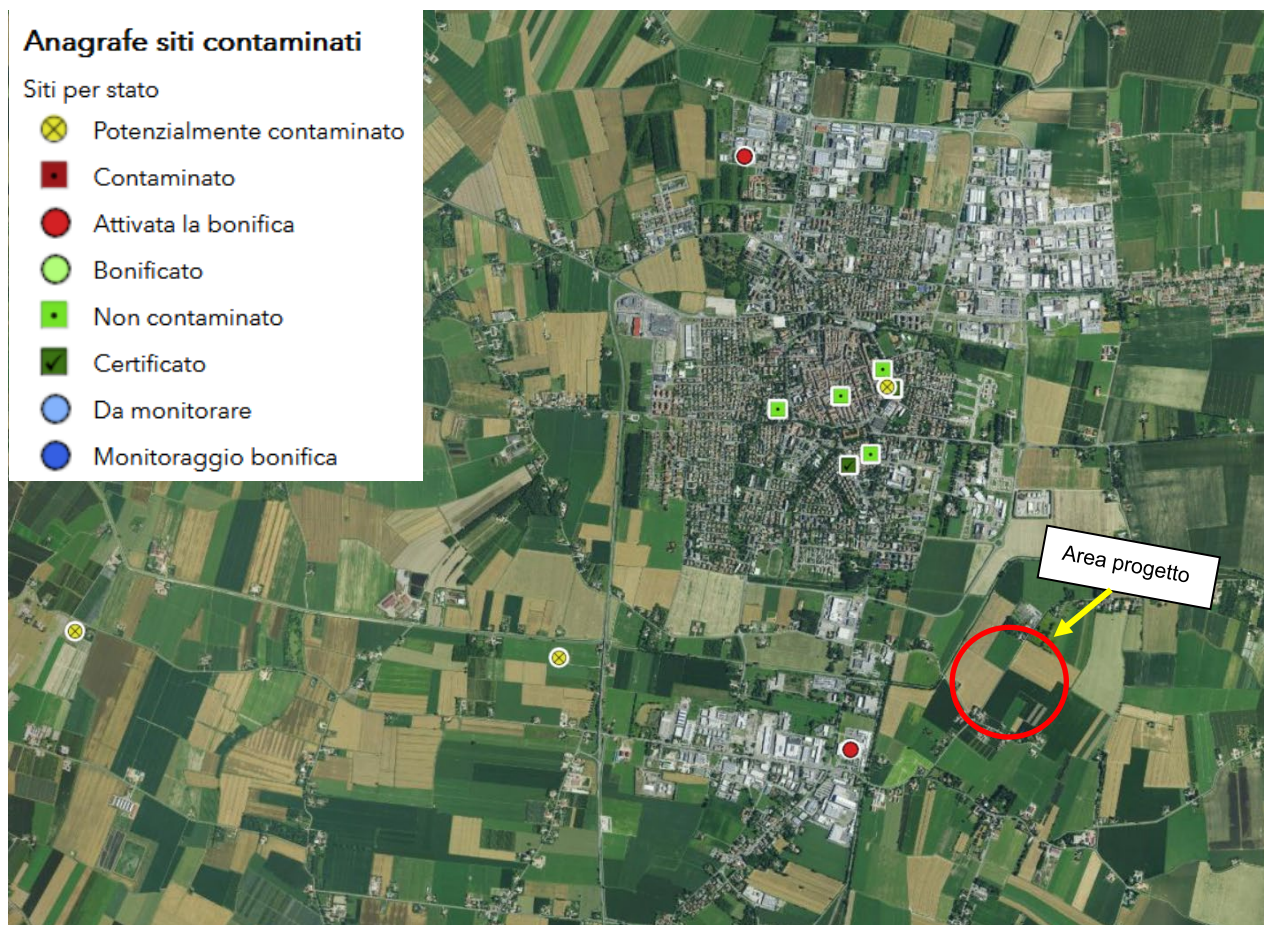 Anagrafe siti contaminati
Siti per stato
Potenzialmente contaminato
Contaminato
Attivata la bonifica
Bonificato
Non contaminato
Certificato
Da monitorare
Monitoraggio bonifica
Area progetto